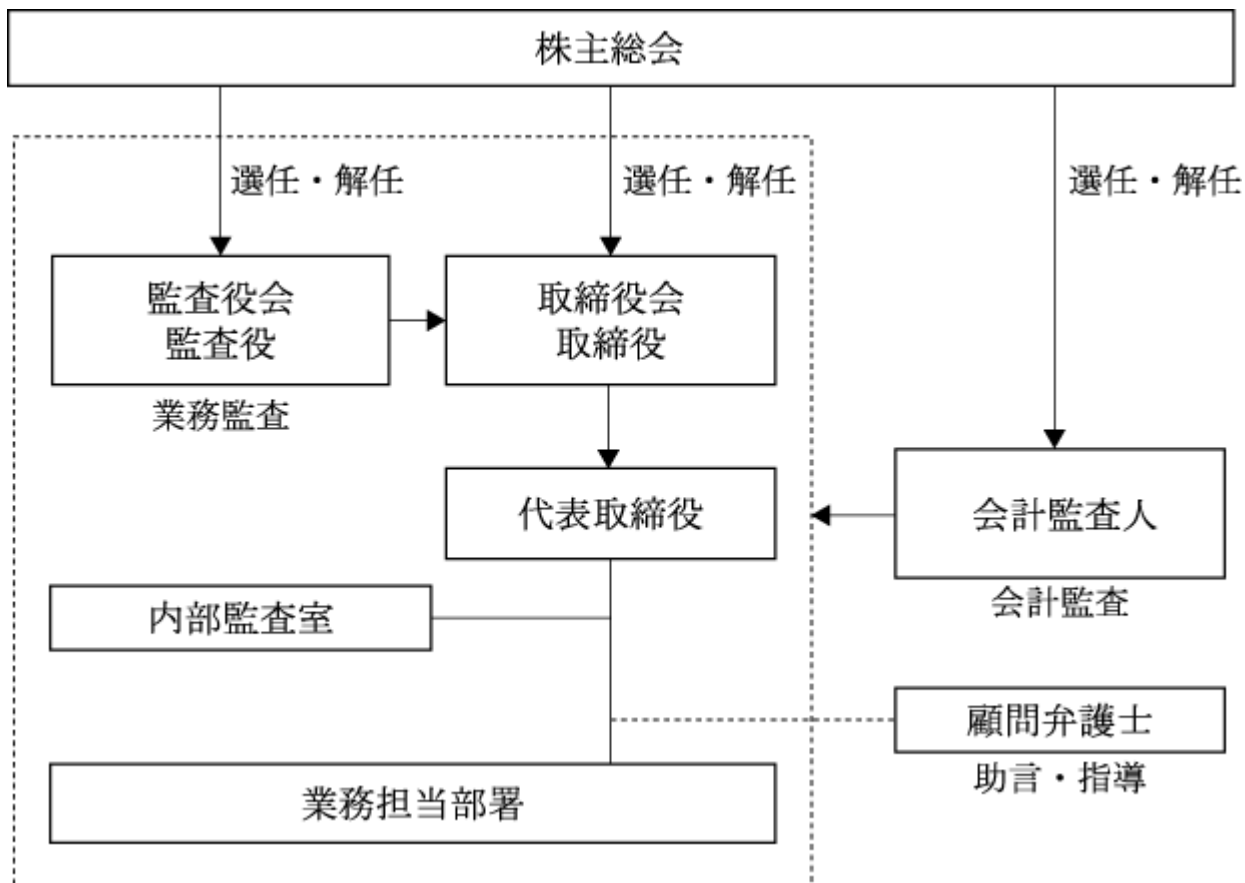 株主総会
選任・解任
選任・解任
選任・解任
監査役会
監査役
取締役会
取締役
業務監査
代表取締役
会計監査人
会計監査
内部監査室
顧問弁護士
助言・指導
業務担当部署